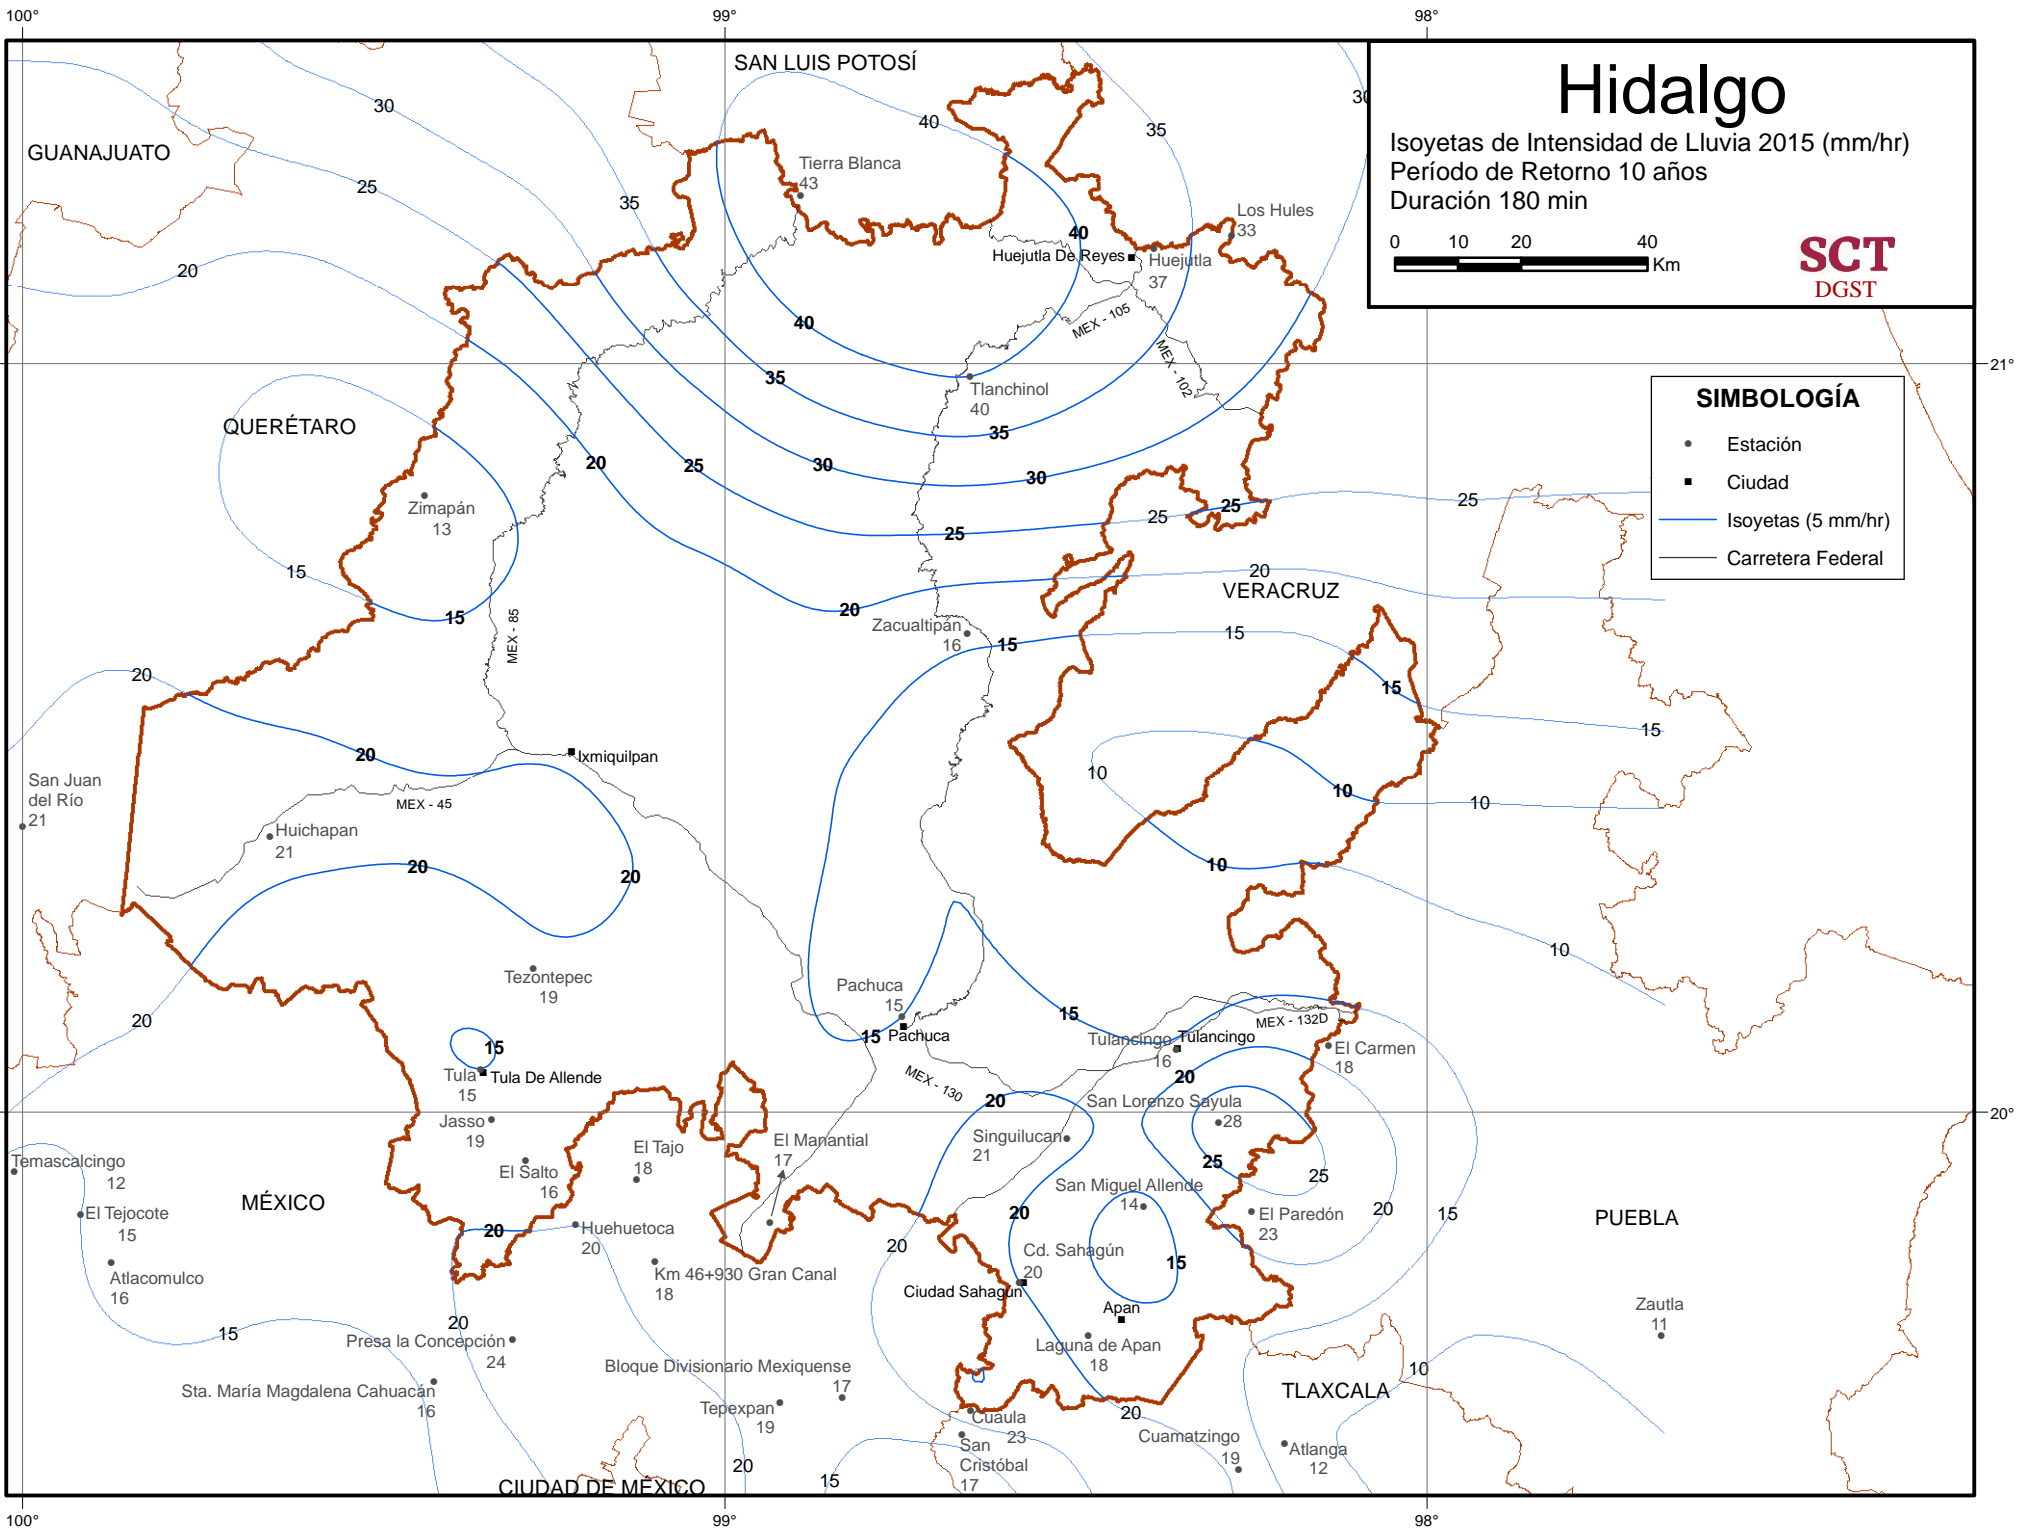 100°
99°
98°
SAN LUIS POTOSÍ
Hidalgo
Isoyetas de Intensidad de Lluvia 2015 (mm/hr)
Período de Retorno 10 años
Duración 180 min
0 10 20 40
Km
SCT
DGST
30
30
40
35
GUANAJUATO
Tierra Blanca
43
25
35
Los Hules
33
40
Huejutla De Reyes
Huejutla
37
20
40
MEX - 105
MEX - 102
21°
35
Tlanchinol
40
SIMBOLOGÍA
Estación
Ciudad
Isoyetas (5 mm/hr)
Carretera Federal
QUERÉTARO
35
20
25
30
30
Zimapán
13
25
25
25
25
15
20
VERACRUZ
15
20
MEX - 85
Zacualtipán
16
15
15
20
15
15
20
Ixmiquilpan
10
10
10
San Juan
del Río
21
MEX - 45
Huichapan
21
20
20
10
10
Tezontepec
19
Pachuca
15
20
15
15
Pachuca
MEX - 132D
Tulancingo
16
Tulancingo
El Carmen
18
15
Tula
15
Tula De Allende
MEX - 130
20
20
San Lorenzo Sayula
28
20°
Jasso
19
El Tajo
18
El Manantial
17
Singuilucan
21
Temascalcingo
12
El Salto
16
25
25
San Miguel Allende
14
MÉXICO
El Tejocote
15
20
20
15
PUEBLA
El Paredón
23
20
Huehuetoca
20
20
Cd. Sahagún
20
15
Atlacomulco
16
Km 46+930 Gran Canal
18
Ciudad Sahagún
Apan
Zautla
11
20
15
Presa la Concepción
24
Laguna de Apan
18
Bloque Divisionario Mexiquense
17
10
TLAXCALA
Sta. María Magdalena Cahuacán
16
Tepexpan
19
Cuaula
23
20
Cuamatzingo
19
Atlanga
12
San
Cristóbal
17
20
15
CIUDAD DE MÉXICO
100°
99°
98°